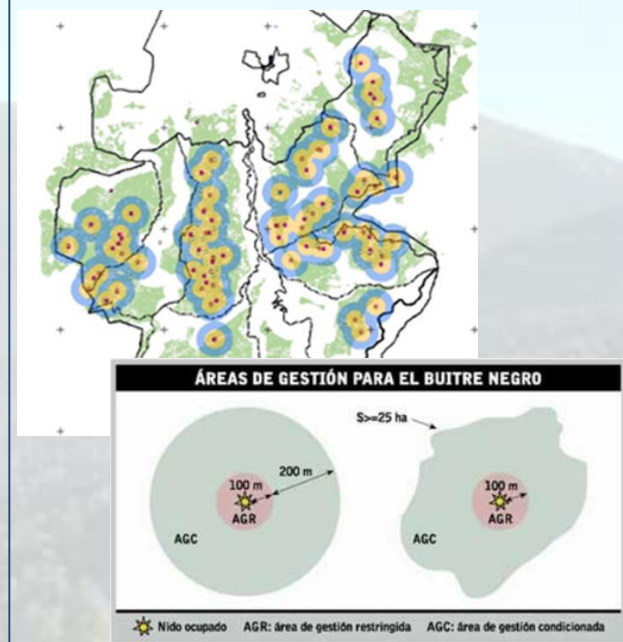 ÁREAS DE GESTIÓN PARA EL BUITRE NEGRO
S>=25 ha
200 m
100 m
100 m
AGR
AGR
AGC
AGC
Nido ocupado AGR: área de gestión restringida AGC: área de gestión condicionada